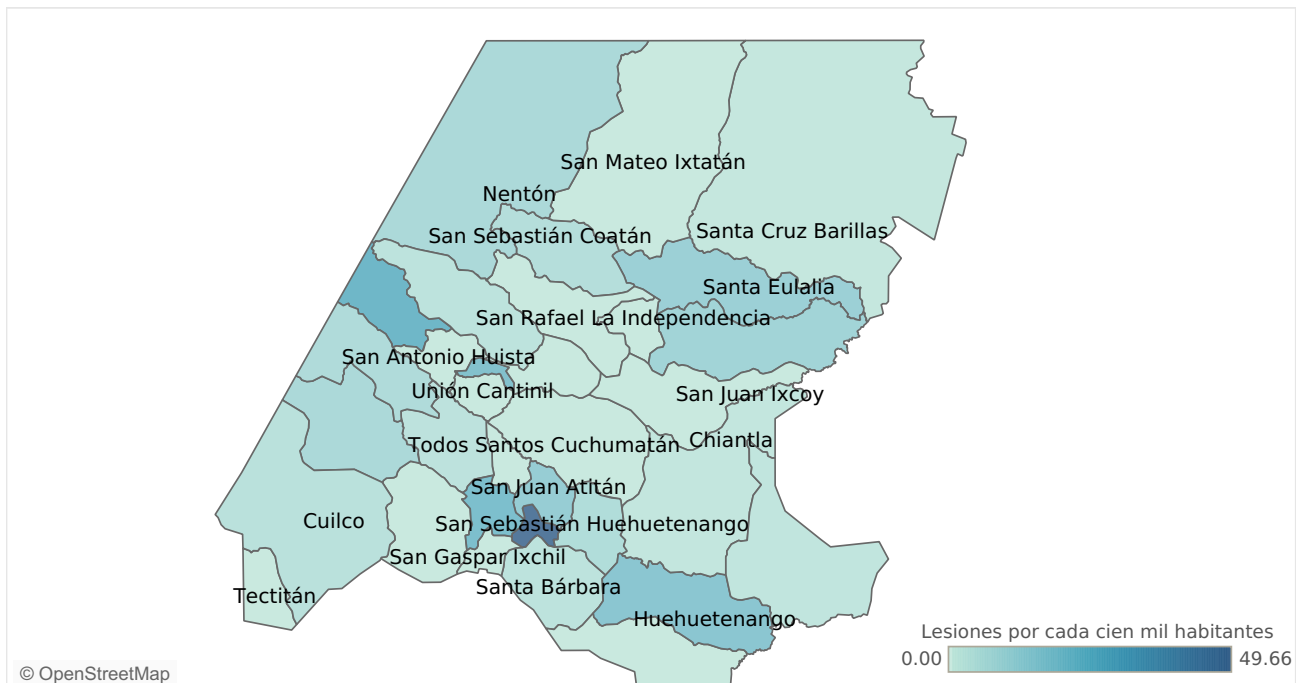 San Mateo Ixtatán
Nentón
Santa Cruz Barillas
San Sebastián Coatán
Santa Eulalia
San Rafael La Independencia
San Antonio Huista
Unión Cantinil
San Juan Ixcoy
Chiantla
Todos Santos Cuchumatán
San Juan Atitán
Cuilco
San Sebastián Huehuetenango
San Gaspar Ixchil
Santa Bárbara
Tectitán
Huehuetenango
Lesiones por cada cien mil habitantes
0.00 49.66
© OpenStreetMap